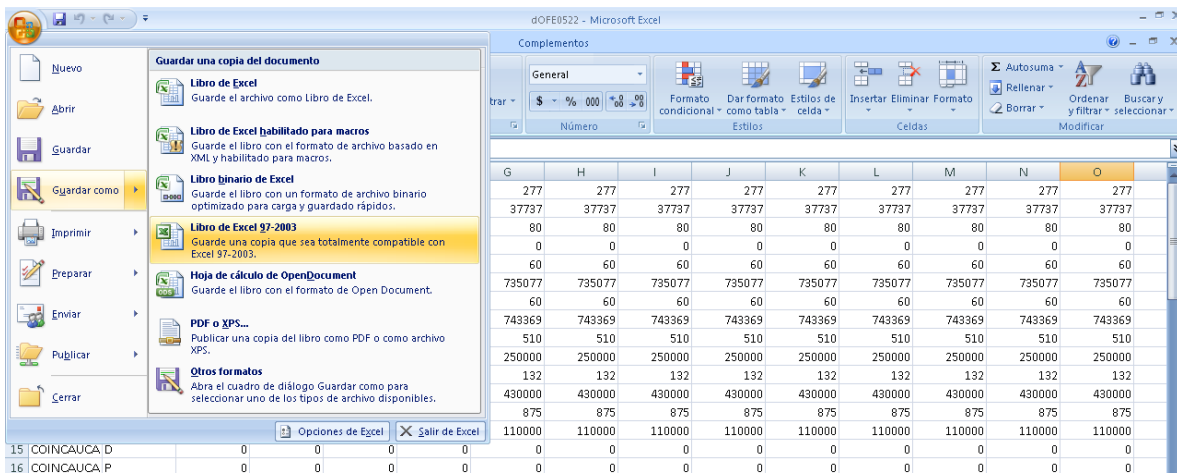 dOFE0522 - Microsoft Excel
Complementos
Nuevo
Abrir
Guardar
Guardar como
Imprimir
Preparar
Enviar
Publicar
Cerrar
Guardar una copia del documento
Libro de Excel
Guarde el archivo como Libro de Excel.
Libro de Excel habilitado para macros
Guarde el libro con el formato de archivo basado en
XML y habilitado para macros.
Libro binario de Excel
Guarde el libro con un formato de archivo binario
optimizado para carga y guardado rápidos.
Libro de Excel 97-2003
Guarde una copia que sea totalmente compatible con
Excel 97-2003.
Hoja de cálculo de OpenDocument
Guarde el libro con el formato de Open Document.
PDF o XPS...
Publicar una copia del libro como PDF o como archivo
XPS.
Otros formatos
Abra el cuadro de diálogo Guardar como para
seleccionar uno de los tipos de archivo disponibles.
Opciones de Excel
Salir de Excel
trar
General
$ % 000
Número
Formato
condicional
Dar formato
como tabla
Estilos de
celda
Estilos
Insertar Eliminar Formato
Celdas
Σ Autosuma
Rellenar
Borrar
Ordenar
y filtrar
Buscar y
seleccionar
Modificar
G H I J K L M N O
277 277 277 277 277 277 277 277 277
37737 37737 37737 37737 37737 37737 37737 37737 37737
80 80 80 80 80 80 80 80 80
0 0 0 0 0 0 0 0 0
60 60 60 60 60 60 60 60 60
735077 735077 735077 735077 735077 735077 735077 735077 735077
60 60 60 60 60 60 60 60 60
743369 743369 743369 743369 743369 743369 743369 743369 743369
510 510 510 510 510 510 510 510 510
250000 250000 250000 250000 250000 250000 250000 250000 250000
132 132 132 132 132 132 132 132 132
430000 430000 430000 430000 430000 430000 430000 430000 430000
875 875 875 875 875 875 875 875 875
110000 110000 110000 110000 110000 110000 110000 110000 110000
15 COINCAUCA D 0 0 0 0 0 0 0 0 0 0 0 0 0
16 COINCAUCA P 0 0 0 0 0 0 0 0 0 0 0 0 0